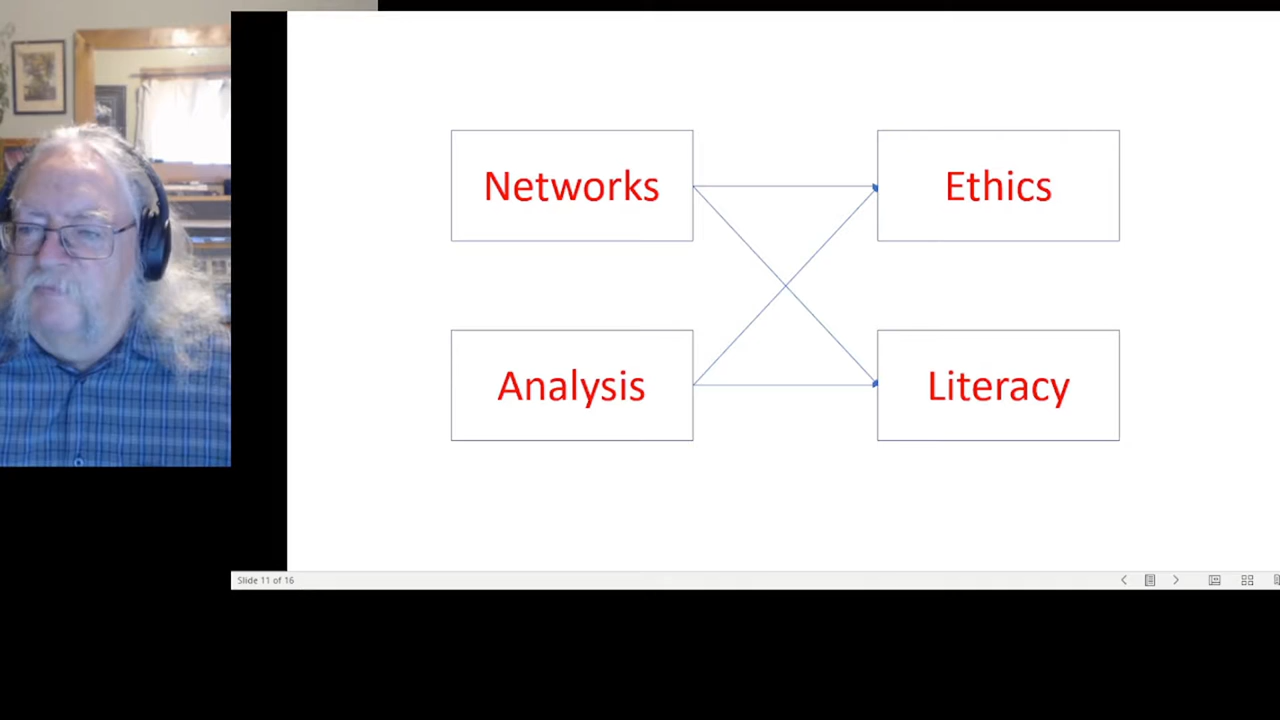 Networks
Ethics
Analysis
Literacy
Slide 11 of 16